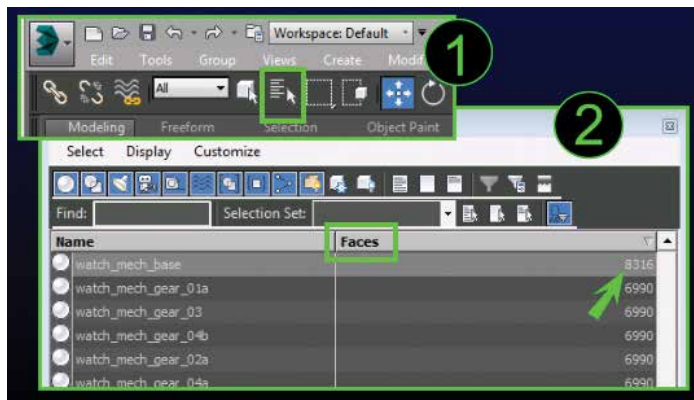 Workspace: Default
1
Edit Tools Group Views Create Modif
All
Modeling Freeform Selection Object Paint
2
Select Display Customize
Find: Selection Set:
Name Faces
watch_mech_base 8316
watch_mech_gear_01a 6990
watch_mech_gear_03 6990
watch_mech_gear_04b 6990
watch_mech_gear_02a 6990
watch_mech_gear_04a 6990